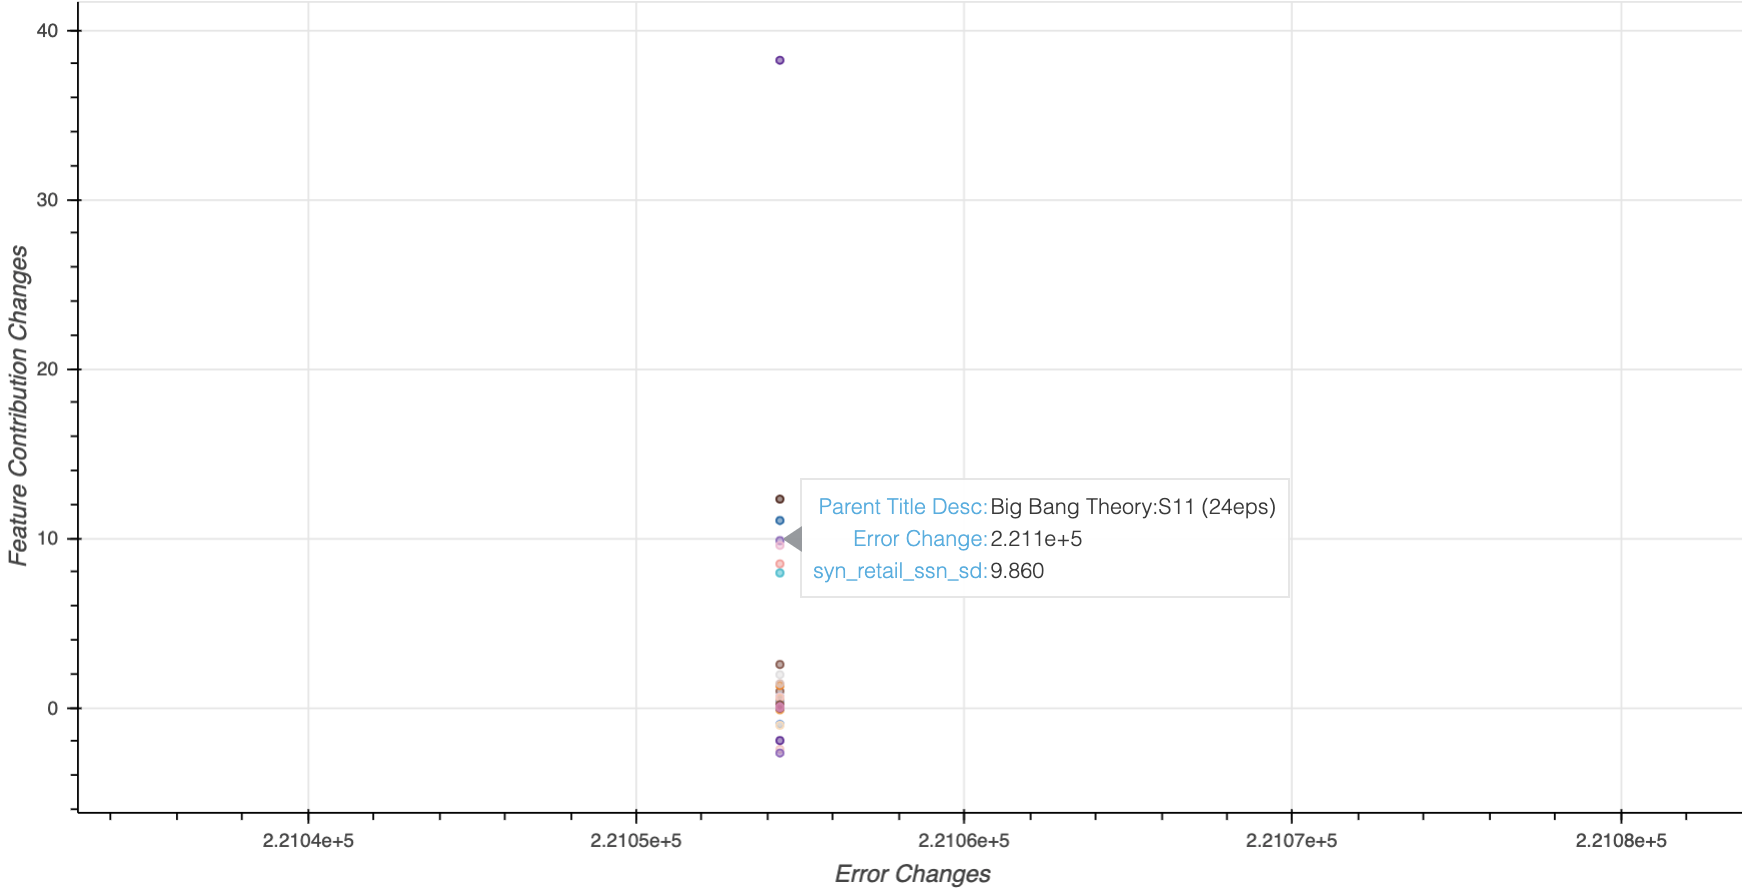 40
30
20
10
0
Feature Contribution Changes
Parent Title Desc: Big Bang Theory:S11 (24eps)
Error Change: 2.211e+5
syn_retail_ssn_sd: 9.860
2.2104e+5 2.2105e+5 2.2106e+5 2.2107e+5 2.2108e+5
Error Changes